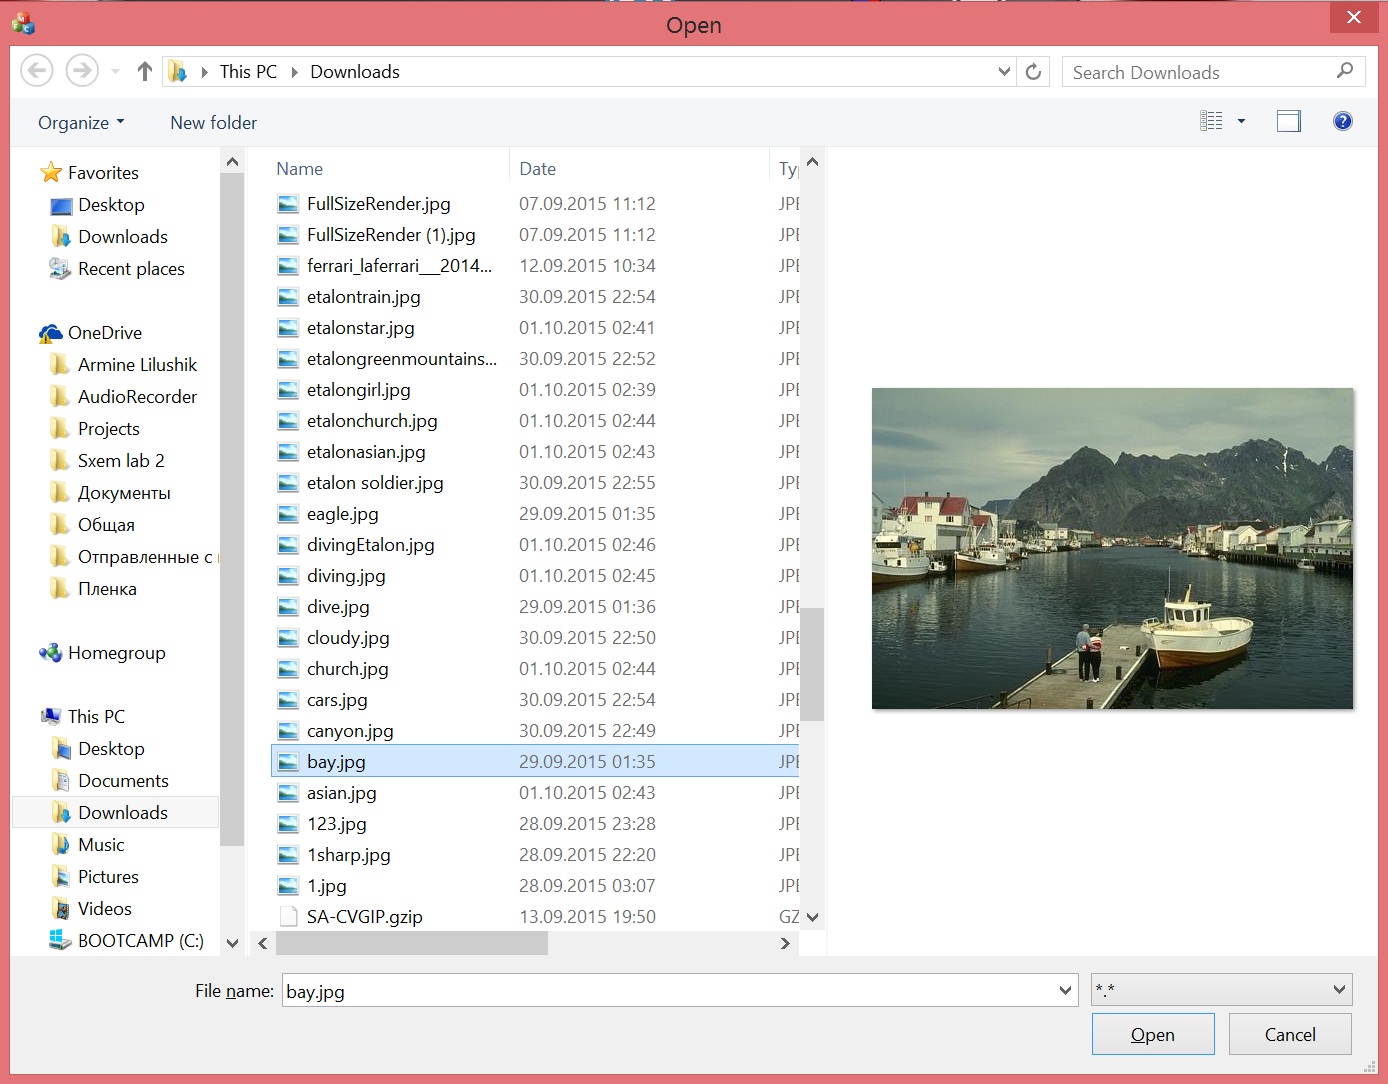 Open
This PC Downloads
Search Downloads
Organize New folder
Favorites
Desktop
Downloads
Recent places
OneDrive
Armine Lilushik
AudioRecorder
Projects
Sxem lab 2
Документы
Общая
Отправленные с
Пленка
Homegroup
This PC
Desktop
Documents
Downloads
Music
Pictures
Videos
BOOTCAMP (C:)
Name Date Ty
FullSizeRender.jpg 07.09.2015 11:12 JPE
FullSizeRender (1).jpg 07.09.2015 11:12 JPE
ferrari_laferrari__2014... 12.09.2015 10:34 JPE
etalontrain.jpg 30.09.2015 22:54 JPE
etalonstar.jpg 01.10.2015 02:41 JPE
etalongreenmountains... 30.09.2015 22:52 JPE
etalongirl.jpg 01.10.2015 02:39 JPE
etalonchurch.jpg 01.10.2015 02:44 JPE
etalonasian.jpg 01.10.2015 02:43 JPE
etalon soldier.jpg 30.09.2015 22:55 JPE
eagle.jpg 29.09.2015 01:35 JPE
divingEtalon.jpg 01.10.2015 02:46 JPE
diving.jpg 01.10.2015 02:45 JPE
dive.jpg 29.09.2015 01:36 JPE
cloudy.jpg 30.09.2015 22:50 JPE
church.jpg 01.10.2015 02:44 JPE
cars.jpg 30.09.2015 22:54 JPE
canyon.jpg 30.09.2015 22:49 JPE
bay.jpg 29.09.2015 01:35 JPE
asian.jpg 01.10.2015 02:43 JPE
123.jpg 28.09.2015 23:28 JPE
1sharp.jpg 28.09.2015 22:20 JPE
1.jpg 28.09.2015 03:07 JPE
SA-CVGIP.gzip 13.09.2015 19:50 GZ
File name: bay.jpg *.*
Open Cancel